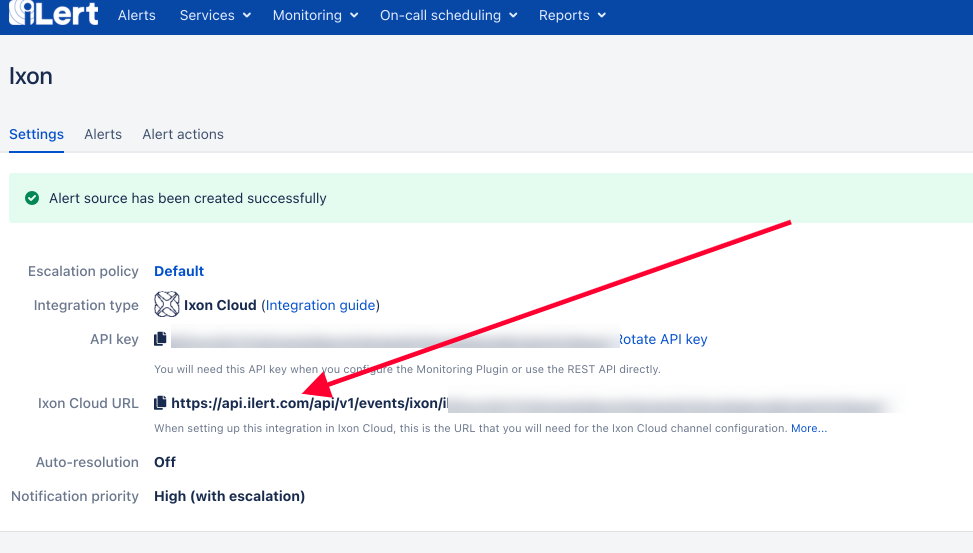 iLert Alerts Services Monitoring On-call scheduling Reports
Ixon
Settings Alerts Alert actions
Alert source has been created successfully
Escalation policy Default
Integration type Ixon Cloud (Integration guide)
API key Rotate API key
You will need this API key when you configure the Monitoring Plugin or use the REST API directly.
Ixon Cloud URL https://api.ilert.com/api/v1/events/ixon/
When setting up this integration in Ixon Cloud, this is the URL that you will need for the Ixon Cloud channel configuration. More...
Auto-resolution Off
Notification priority High (with escalation)